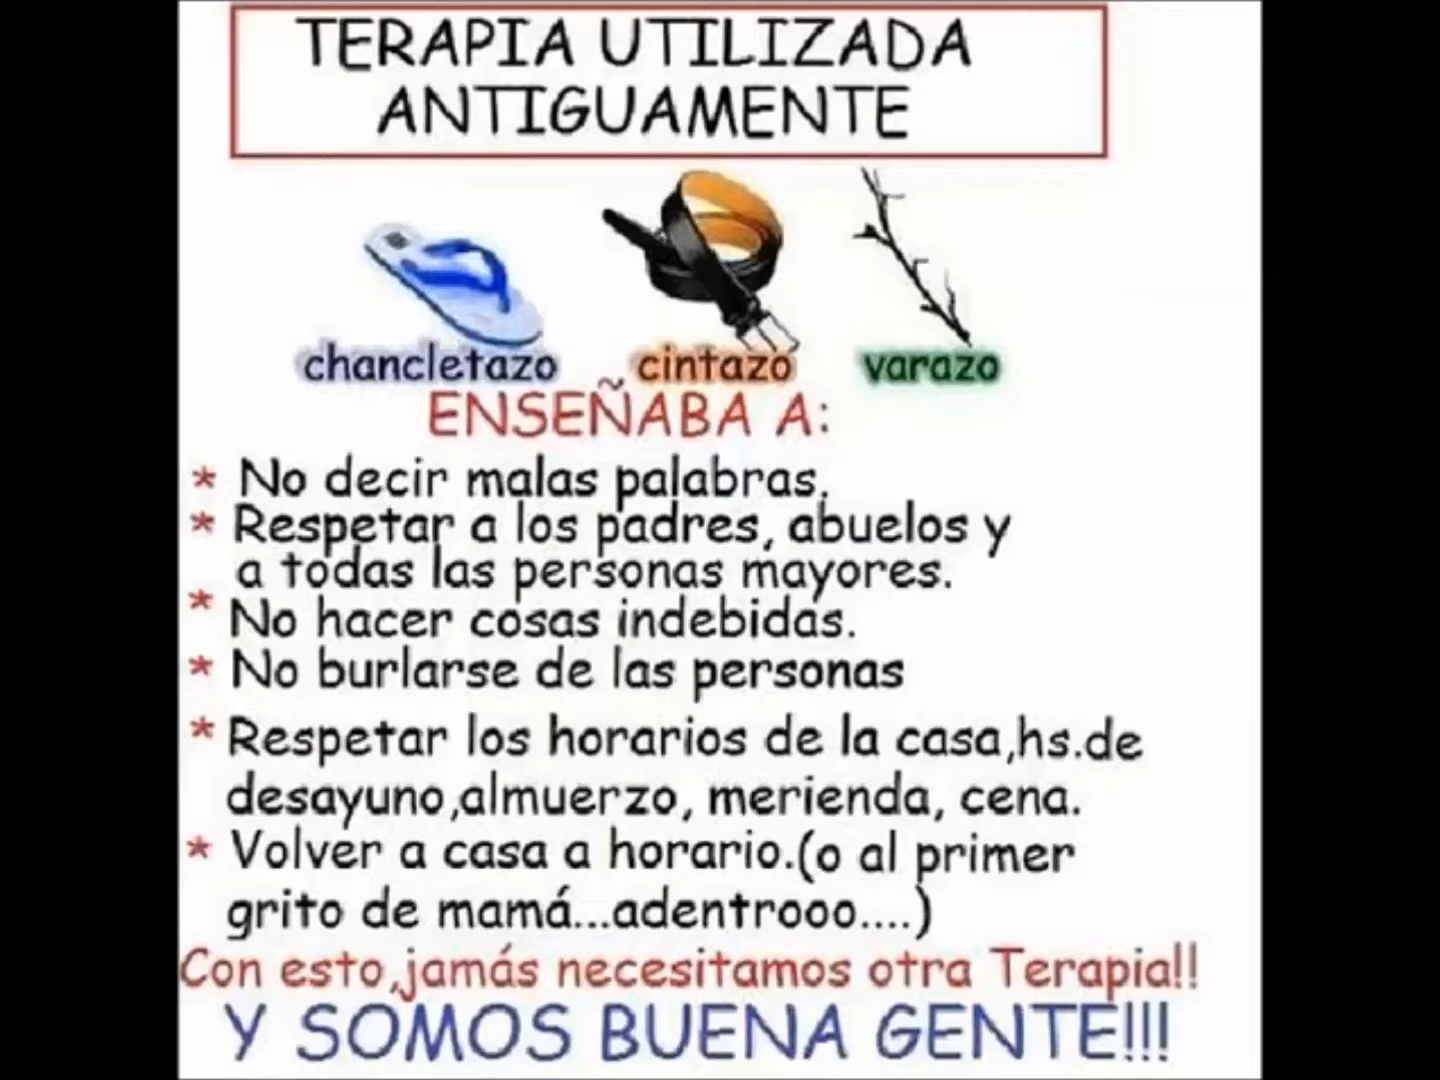 TERAPIA UTILIZADA
ANTIGUAMENTE
chancletazo cintazo varazo
ENSEÑABA A:
* No decir malas palabras.
* Respetar a los padres, abuelos y
a todas las personas mayores.
* No hacer cosas indebidas.
* No burlarse de las personas
* Respetar los horarios de la casa,hs.de
desayuno,almuerzo, merienda, cena.
* Volver a casa a horario.(o al primer
grito de mamá...adentrooo....)
Con esto,jamás necesitamos otra Terapia!!
Y SOMOS BUENA GENTE!!!